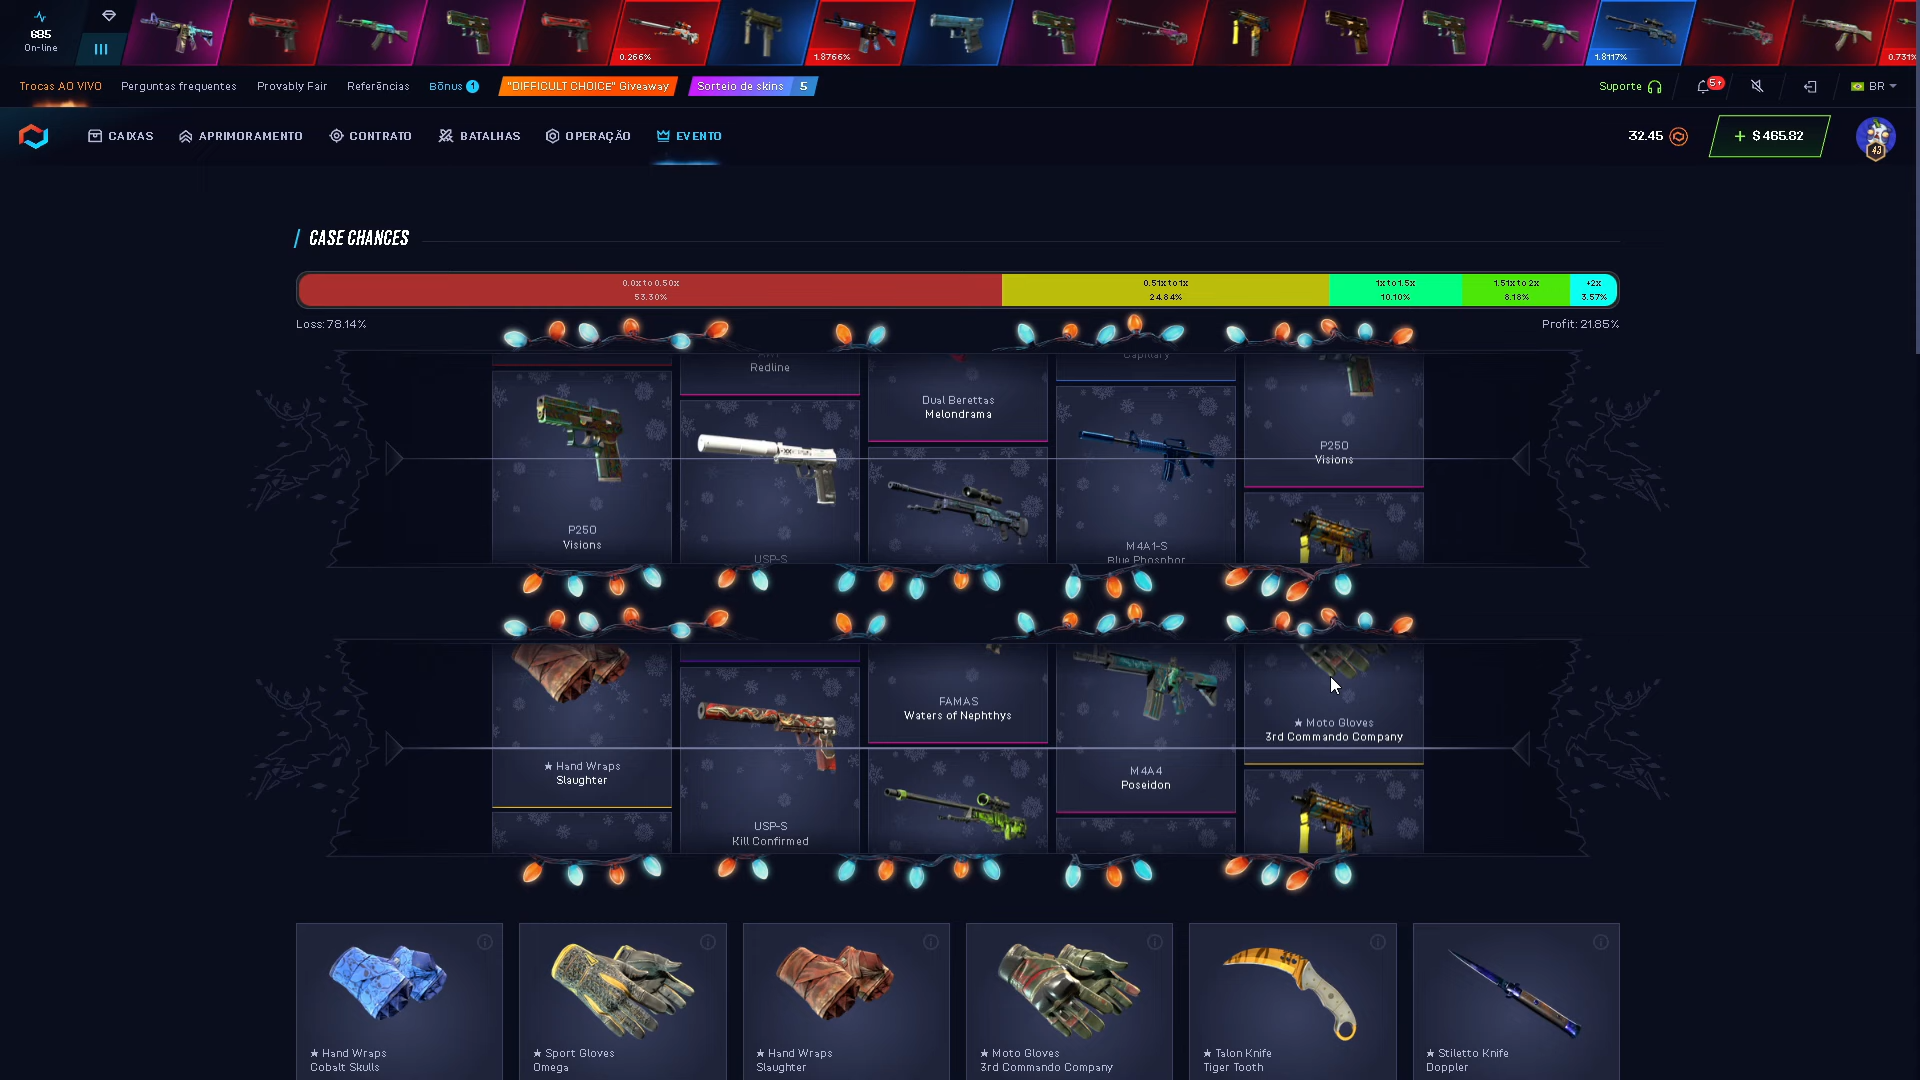 685
On-line
0.266%
1.8766%
1.8117%
0.731%
Trocas AO VIVO
Perguntas frequentes
Provably Fair
Referências
Bônus 1
"DIFFICULT CHOICE" Giveaway
Sorteio de skins 5
Suporte
5+
BR
CAIXAS
APRIMORAMENTO
CONTRATO
BATALHAS
OPERAÇÃO
EVENTO
32.45
+ $ 465.82
43
CASE CHANCES
0.0x to 0.50x
53.30%
0.51x to 1x
24.84%
1x to 1.5x
10.10%
1.51x to 2x
8.18%
+2x
3.57%
Loss: 78.14%
Profit: 21.85%
Redline
Capillary
Dual Berettas
Melondrama
P250
Visions
P250
Visions
USP-S
M4A1-S
Blue Phosphor
★ Hand Wraps
Slaughter
USP-S
Kill Confirmed
FAMAS
Waters of Nephthys
M4A4
Poseidon
★ Moto Gloves
3rd Commando Company
★ Hand Wraps
Cobalt Skulls
★ Sport Gloves
Omega
★ Hand Wraps
Slaughter
★ Moto Gloves
3rd Commando Company
★ Talon Knife
Tiger Tooth
★ Stiletto Knife
Doppler